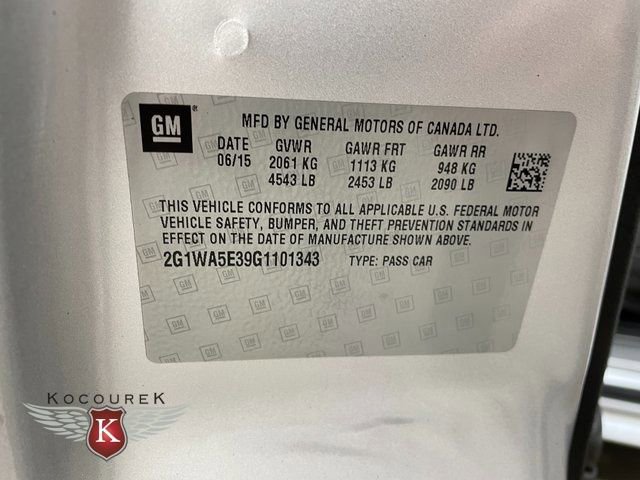 GM ®
MFD BY GENERAL MOTORS OF CANADA LTD.
DATE GVWR GAWR FRT GAWR RR
06/15 2061 KG 1113 KG 948 KG
4543 LB 2453 LB 2090 LB
THIS VEHICLE CONFORMS TO ALL APPLICABLE U.S. FEDERAL MOTOR
VEHICLE SAFETY, BUMPER, AND THEFT PREVENTION STANDARDS IN
EFFECT ON THE DATE OF MANUFACTURE SHOWN ABOVE.
2G1WA5E39G1101343 TYPE: PASS CAR
KOCOUREK
K